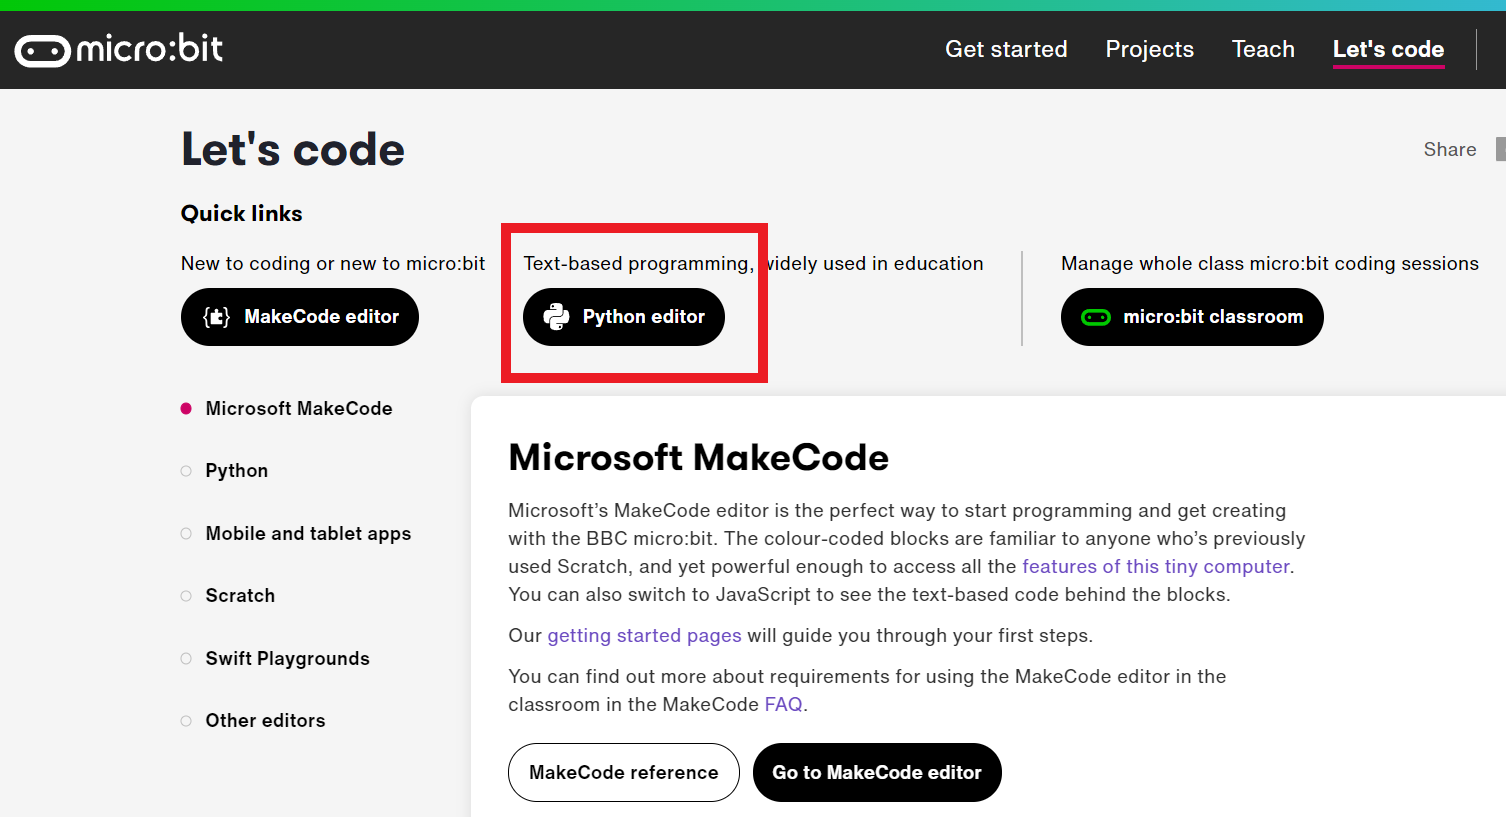 micro:bit
Get started Projects Teach Let's code
Let's code
Share
Quick links
New to coding or new to micro:bit
MakeCode editor
Text-based programming, widely used in education
Python editor
Manage whole class micro:bit coding sessions
micro:bit classroom
Microsoft MakeCode
Python
Mobile and tablet apps
Scratch
Swift Playgrounds
Other editors
Microsoft MakeCode
Microsoft’s MakeCode editor is the perfect way to start programming and get creating
with the BBC micro:bit. The colour-coded blocks are familiar to anyone who’s previously
used Scratch, and yet powerful enough to access all the features of this tiny computer.
You can also switch to JavaScript to see the text-based code behind the blocks.
Our getting started pages will guide you through your first steps.
You can find out more about requirements for using the MakeCode editor in the
classroom in the MakeCode FAQ.
MakeCode reference
Go to MakeCode editor